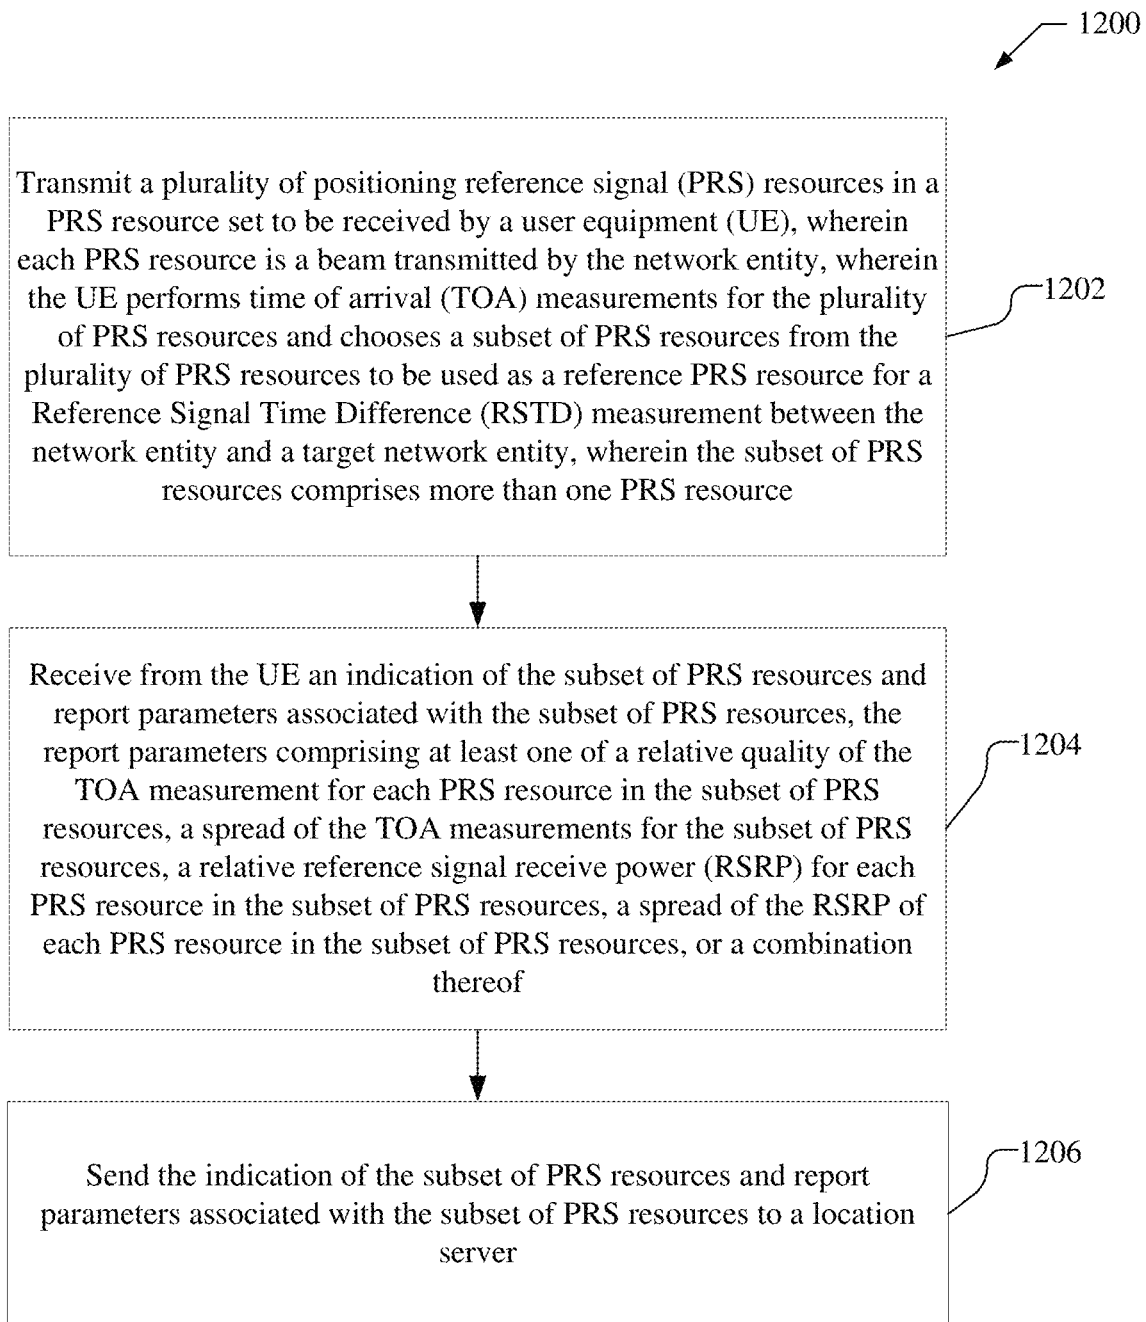 1200
Transmit a plurality of positioning reference signal (PRS) resources in a
PRS resource set to be received by a user equipment (UE), wherein
each PRS resource is a beam transmitted by the network entity, wherein
the UE performs time of arrival (TOA) measurements for the plurality
of PRS resources and chooses a subset of PRS resources from the
plurality of PRS resources to be used as a reference PRS resource for a
Reference Signal Time Difference (RSTD) measurement between the
network entity and a target network entity, wherein the subset of PRS
resources comprises more than one PRS resource
1202
Receive from the UE an indication of the subset of PRS resources and
report parameters associated with the subset of PRS resources, the
report parameters comprising at least one of a relative quality of the
TOA measurement for each PRS resource in the subset of PRS
resources, a spread of the TOA measurements for the subset of PRS
resources, a relative reference signal receive power (RSRP) for each
PRS resource in the subset of PRS resources, a spread of the RSRP of
each PRS resource in the subset of PRS resources, or a combination
thereof
1204
Send the indication of the subset of PRS resources and report
parameters associated with the subset of PRS resources to a location
server
1206